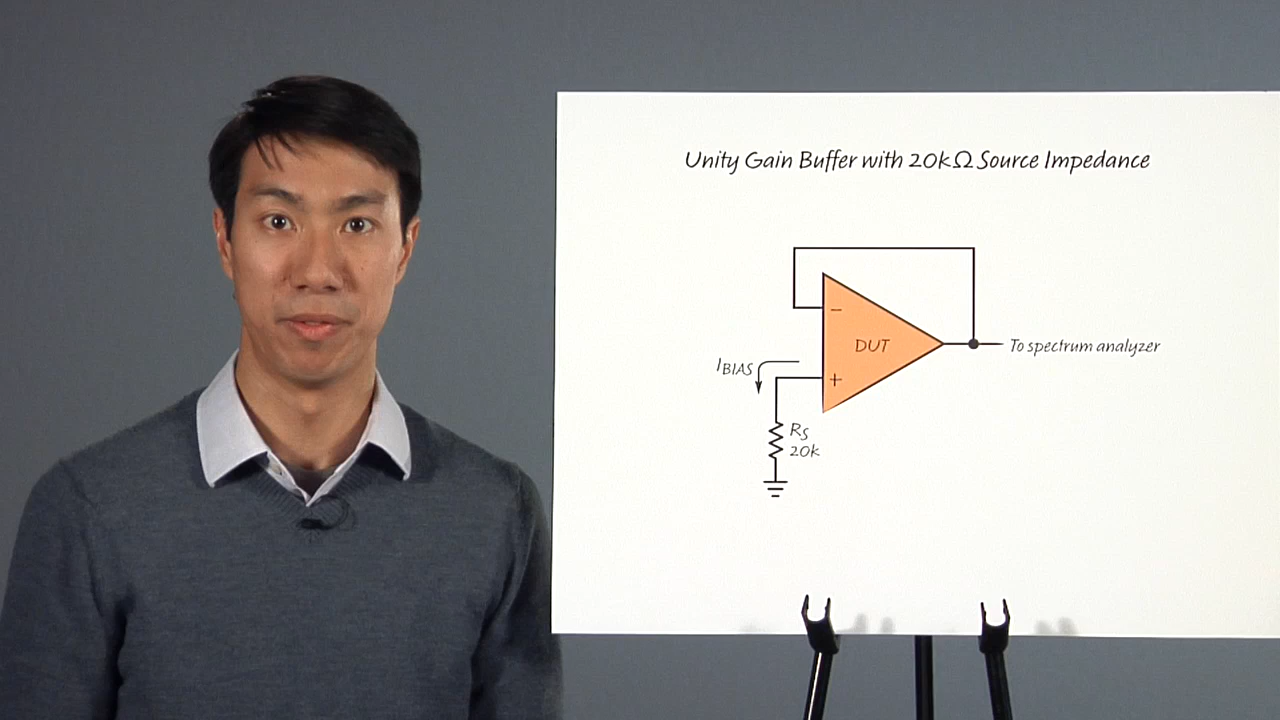 Unity Gain Buffer with 20kΩ Source Impedance
−
DUT
To spectrum analyzer
IBIAS
+
RS
20k